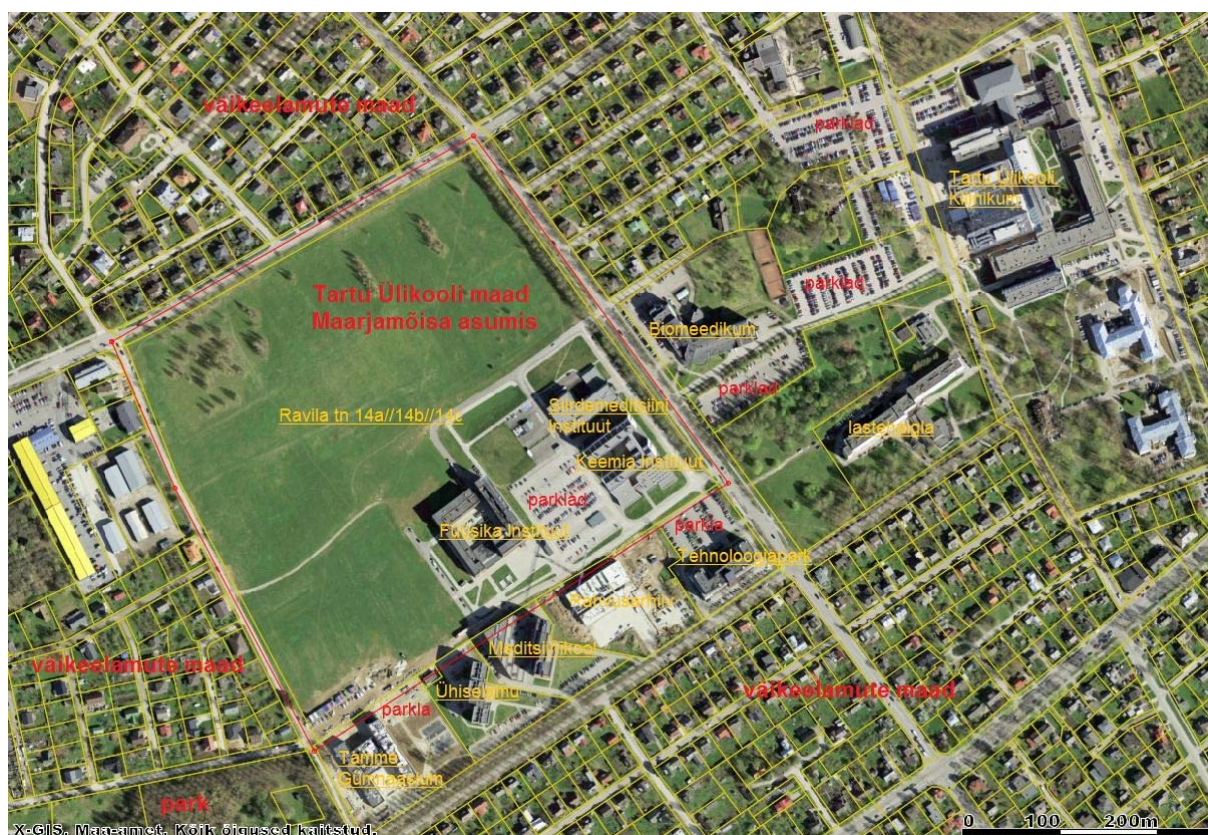 väikeelamute maad
parklad
Tartu Ülikooli
Kliinikum
Tartu Ülikooli maad
Maarjamõisa asumis
parklad
Biomeedikum
parklad
Ravila tn 14a//14b//14c
Siirdemeditsiini
Instituut
lastehaigla
Keemia Instituut
parklad
parkla
Füüsika Instituut
Tehnoloogiapark
Rahvusarhiiv
Meditsiinikool
väikeelamute maad
väikeelamute maad
Ühiselamu
parkla
Tamme
Gümnaasium
park
X-GIS. Maa-amet. Kõik õigused kaitstud.
0 100 200m